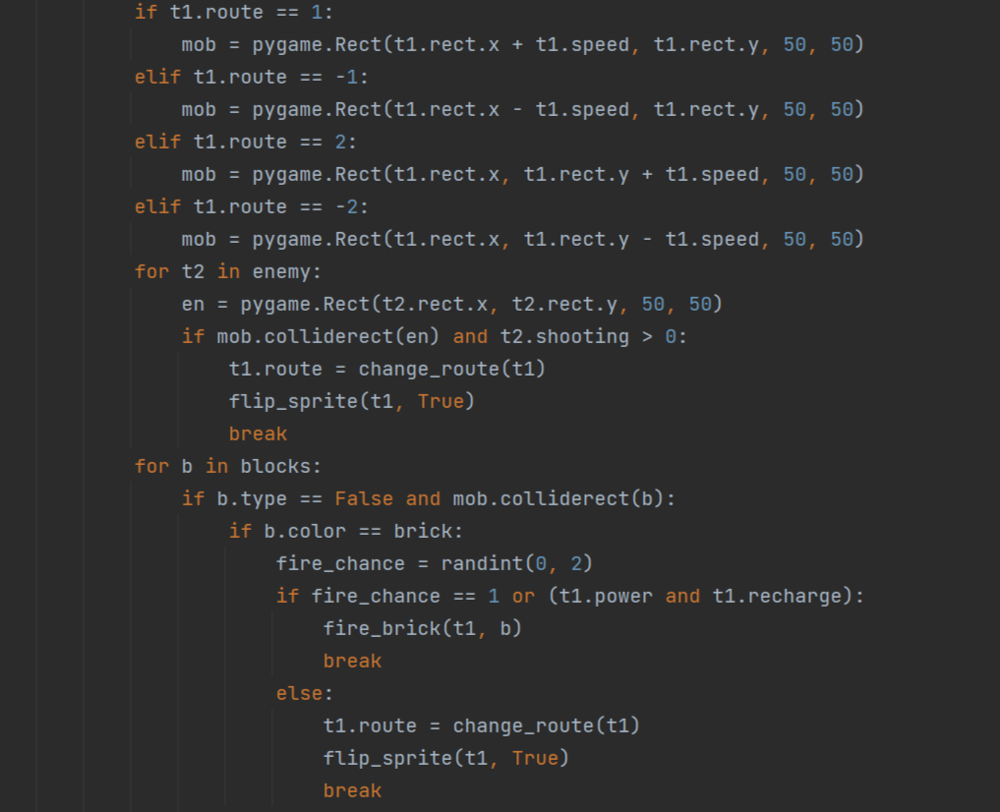 if t1.route == 1:
    mob = pygame.Rect(t1.rect.x + t1.speed, t1.rect.y, 50, 50)
elif t1.route == -1:
    mob = pygame.Rect(t1.rect.x - t1.speed, t1.rect.y, 50, 50)
elif t1.route == 2:
    mob = pygame.Rect(t1.rect.x, t1.rect.y + t1.speed, 50, 50)
elif t1.route == -2:
    mob = pygame.Rect(t1.rect.x, t1.rect.y - t1.speed, 50, 50)
for t2 in enemy:
    en = pygame.Rect(t2.rect.x, t2.rect.y, 50, 50)
    if mob.colliderect(en) and t2.shooting > 0:
        t1.route = change_route(t1)
        flip_sprite(t1, True)
        break
for b in blocks:
    if b.type == False and mob.colliderect(b):
        if b.color == brick:
            fire_chance = randint(0, 2)
            if fire_chance == 1 or (t1.power and t1.recharge):
                fire_brick(t1, b)
                break
            else:
                t1.route = change_route(t1)
                flip_sprite(t1, True)
                break